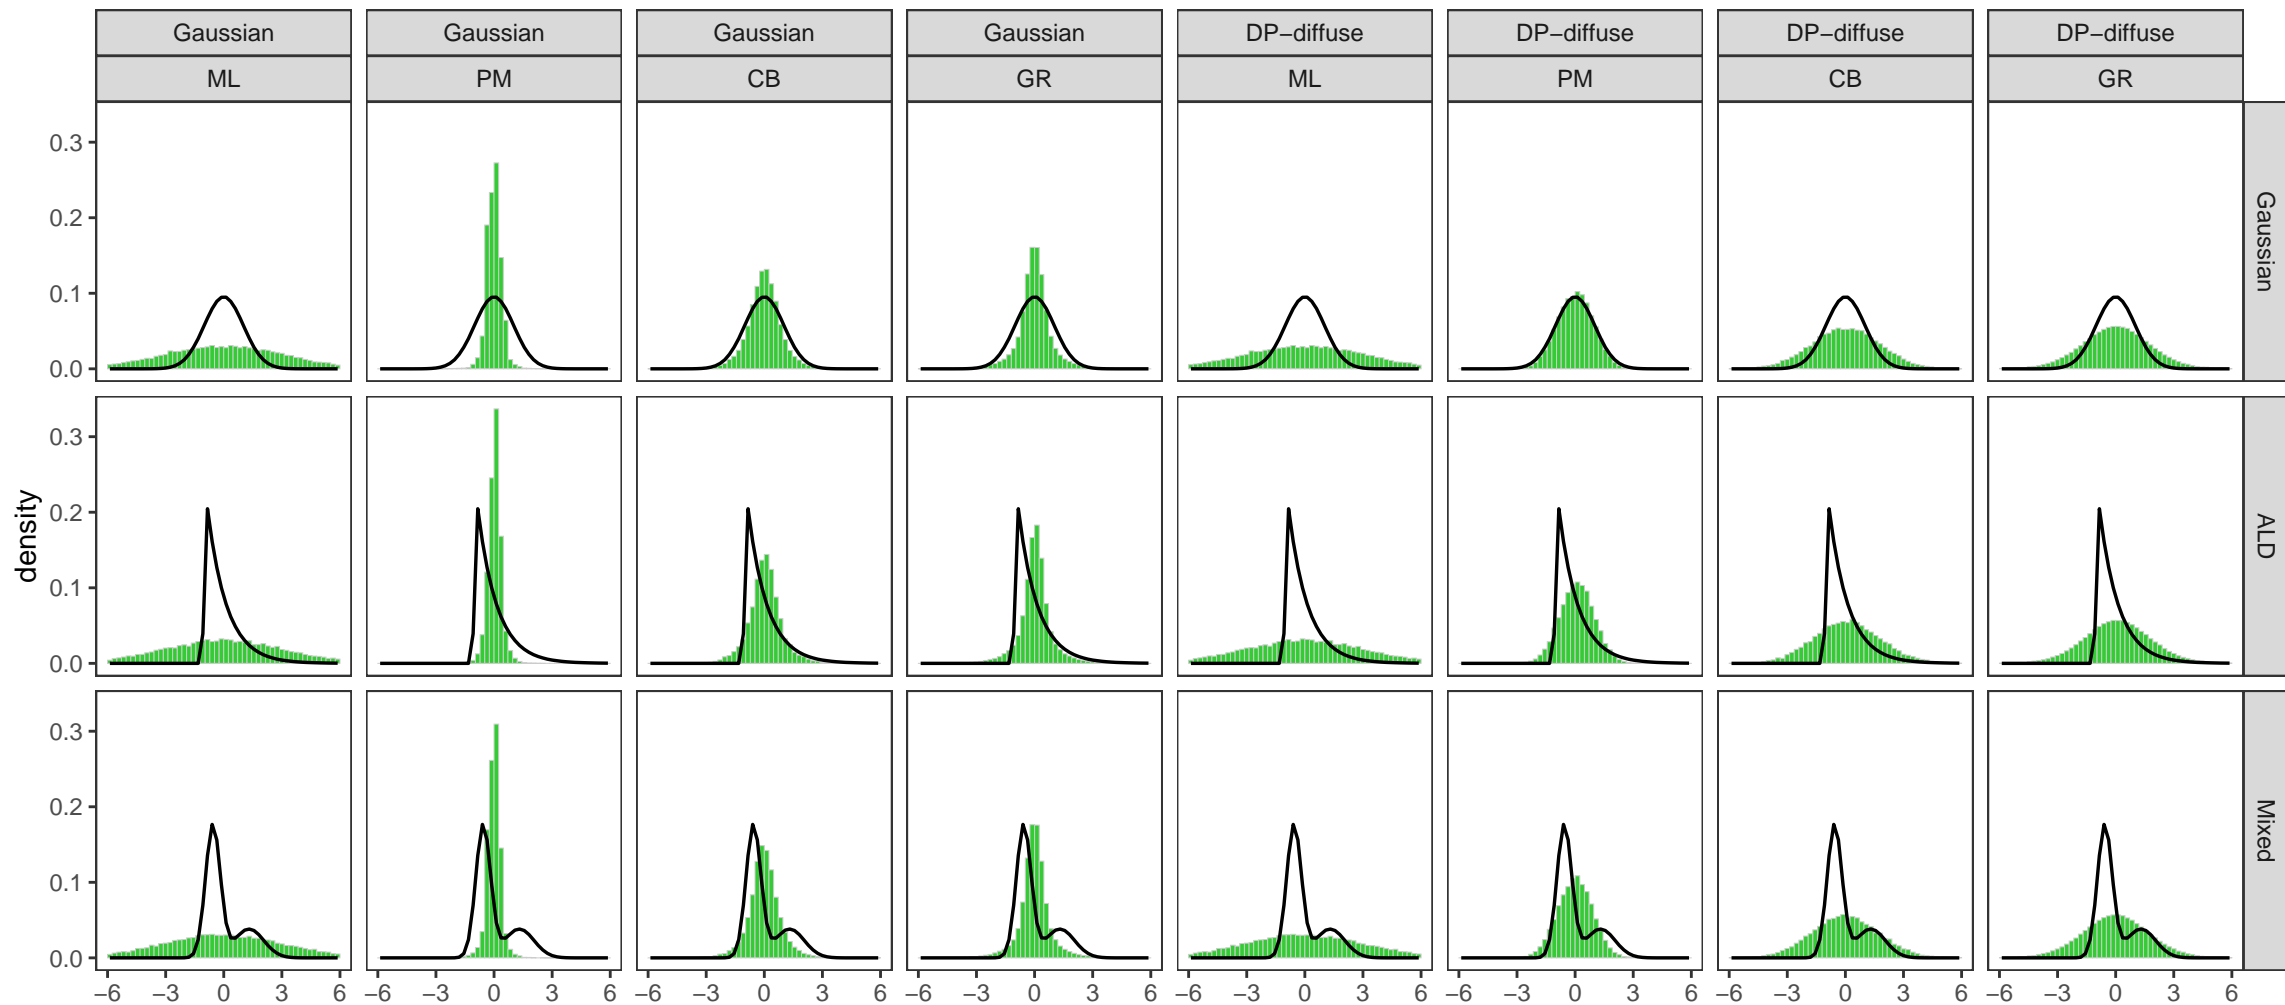 Gaussian Gaussian Gaussian Gaussian DP−diffuse DP−diffuse DP−diffuse DP−diffuse
ML PM CB GR ML PM CB GR
0.3
0.2
0.1
0.0
Gaussian
0.3
0.2
0.1
0.0
ALD
density
0.3
0.2
0.1
0.0
Mixed
−6 −3 0 3 6 −6 −3 0 3 6 −6 −3 0 3 6 −6 −3 0 3 6 −6 −3 0 3 6 −6 −3 0 3 6 −6 −3 0 3 6 −6 −3 0 3 6